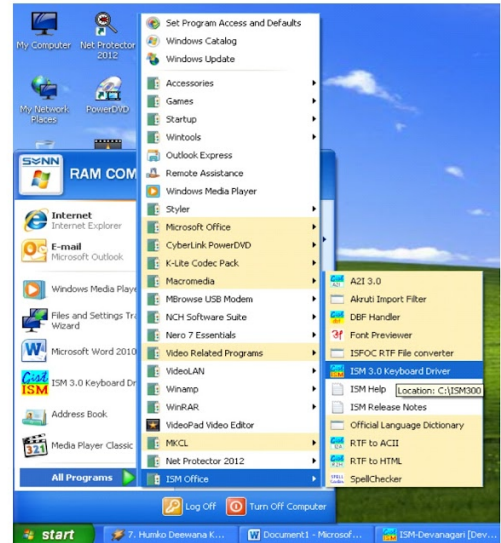 My Computer
Net Protector 2012
My Network Places
PowerDVD
RAM COM
Internet
Internet Explorer
E-mail
Microsoft Outlook
Windows Media Playe
Files and Settings Tra
Wizard
Microsoft Word 2010
ISM 3.0 Keyboard Dr
Address Book
Media Player Classic
All Programs
Set Program Access and Defaults
Windows Catalog
Windows Update
Accessories
Games
Startup
Wintools
Outlook Express
Remote Assistance
Windows Media Player
Styler
Microsoft Office
CyberLink PowerDVD
K-Lite Codec Pack
Macromedia
MBrowse USB Modem
NCH Software Suite
Nero 7 Essentials
Video Related Programs
VideoLAN
Winamp
WinRAR
VideoPad Video Editor
MKCL
Net Protector 2012
ISM Office
A2I 3.0
Akruti Import Filter
DBF Handler
Font Previewer
ISFOC RTF File converter
ISM 3.0 Keyboard Driver
ISM Help
Location: C:\ISM300
ISM Release Notes
Official Language Dictionary
RTF to ACII
RTF to HTML
SpellChecker
Log Off
Turn Off Computer
start
7. Humko Deewana K...
Document1 - Microsof...
ISM-Devanagari [Dev...